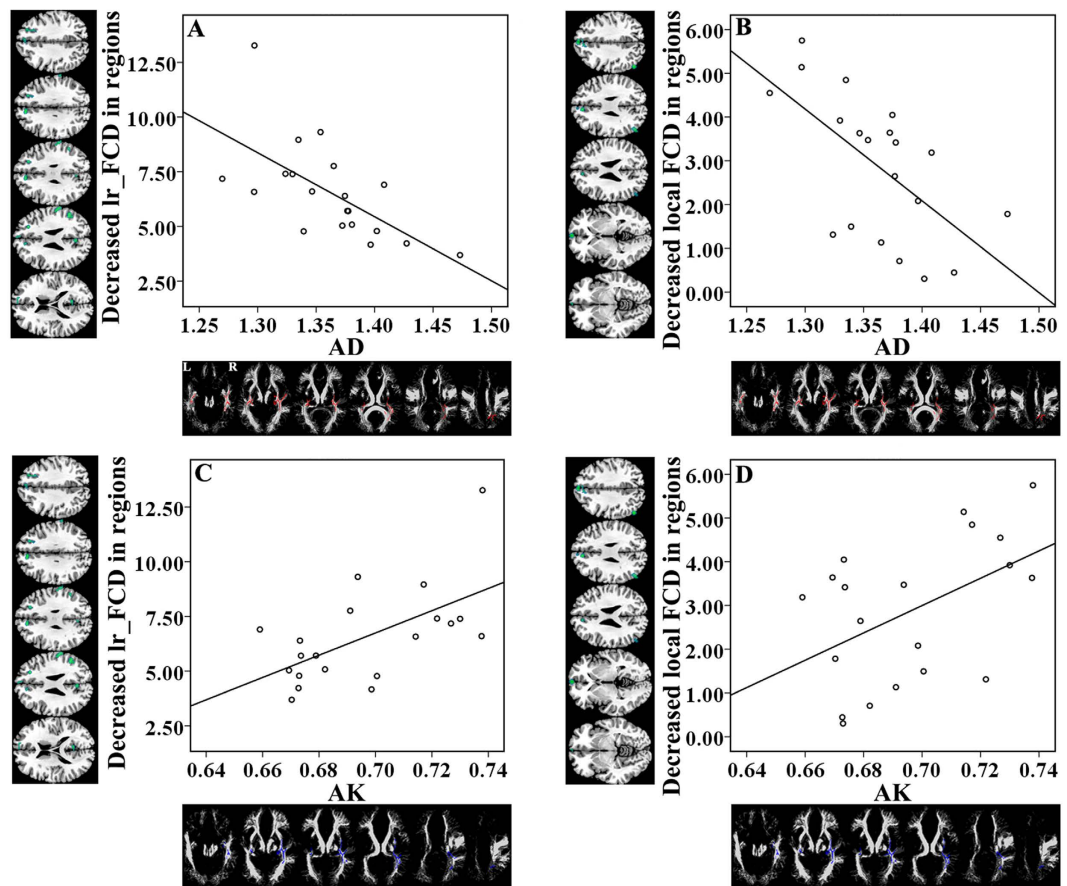 A
Decreased lr_FCD in regions
12.50
10.00
7.50
5.00
2.50
1.25 1.30 1.35 1.40 1.45 1.50
AD
L R
B
Decreased local FCD in regions
6.00
5.00
4.00
3.00
2.00
1.00
0.00
1.25 1.30 1.35 1.40 1.45 1.50
AD
C
Decreased lr_FCD in regions
12.50
10.00
7.50
5.00
2.50
0.64 0.66 0.68 0.70 0.72 0.74
AK
D
Decreased local FCD in regions
6.00
5.00
4.00
3.00
2.00
1.00
0.00
0.64 0.66 0.68 0.70 0.72 0.74
AK